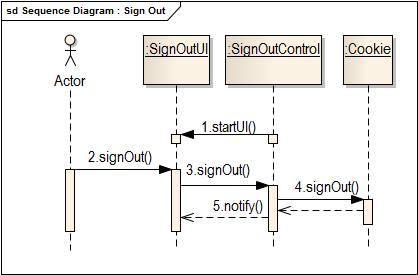 sd Sequence Diagram : Sign Out
Actor
:SignOutUI
:SignOutControl
:Cookie
1.startUI()
2.signOut()
3.signOut()
4.signOut()
5.notify()